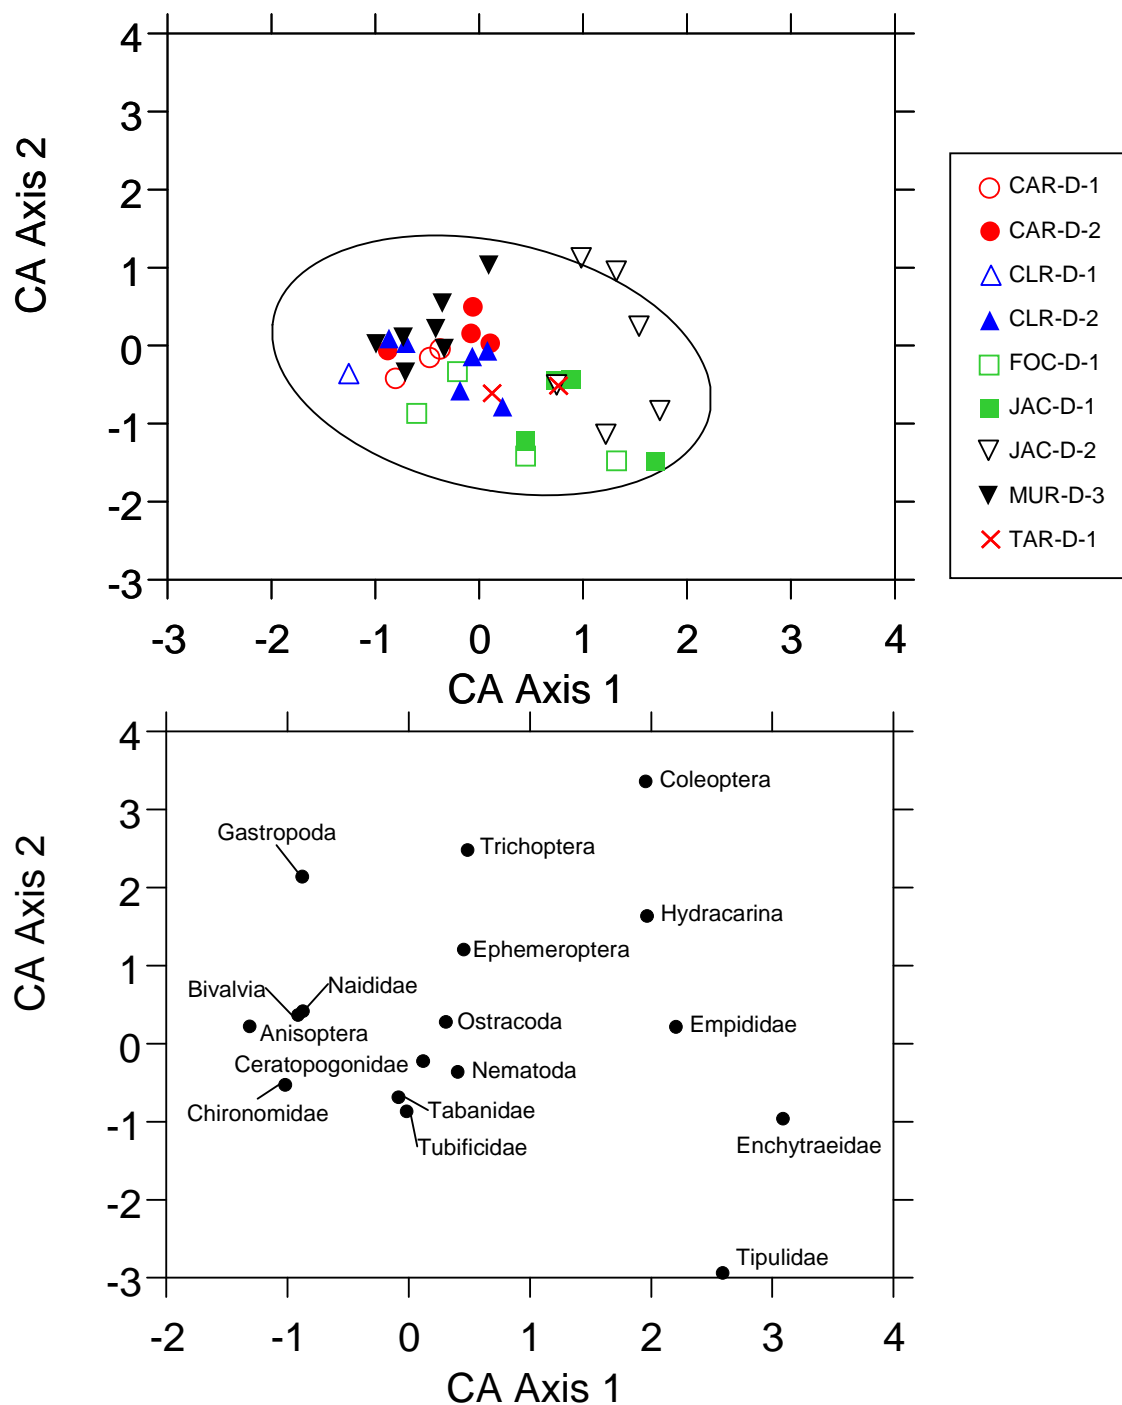 4
3
2
1
0
-1
-2
-3
CA Axis 2
-3 -2 -1 0 1 2 3 4
CA Axis 1
CAR-D-1
CAR-D-2
CLR-D-1
CLR-D-2
FOC-D-1
JAC-D-1
JAC-D-2
MUR-D-3
TAR-D-1
4
3
2
1
0
-1
-2
-3
CA Axis 2
Coleoptera
Gastropoda
Trichoptera
Hydracarina
Ephemeroptera
Bivalvia
Naididae
Anisoptera
Ostracoda
Empididae
Ceratopogonidae
Nematoda
Chironomidae
Tabanidae
Tubificidae
Enchytraeidae
Tipulidae
-2 -1 0 1 2 3 4
CA Axis 1